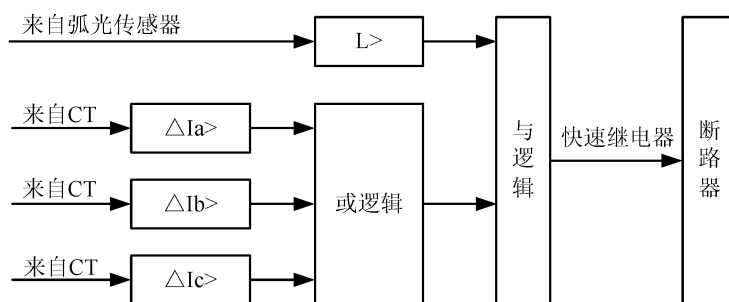 来自弧光传感器
L>
来自CT
△Ia>
来自CT
△Ib>
来自CT
△Ic>
或逻辑
与逻辑
快速继电器
断路器